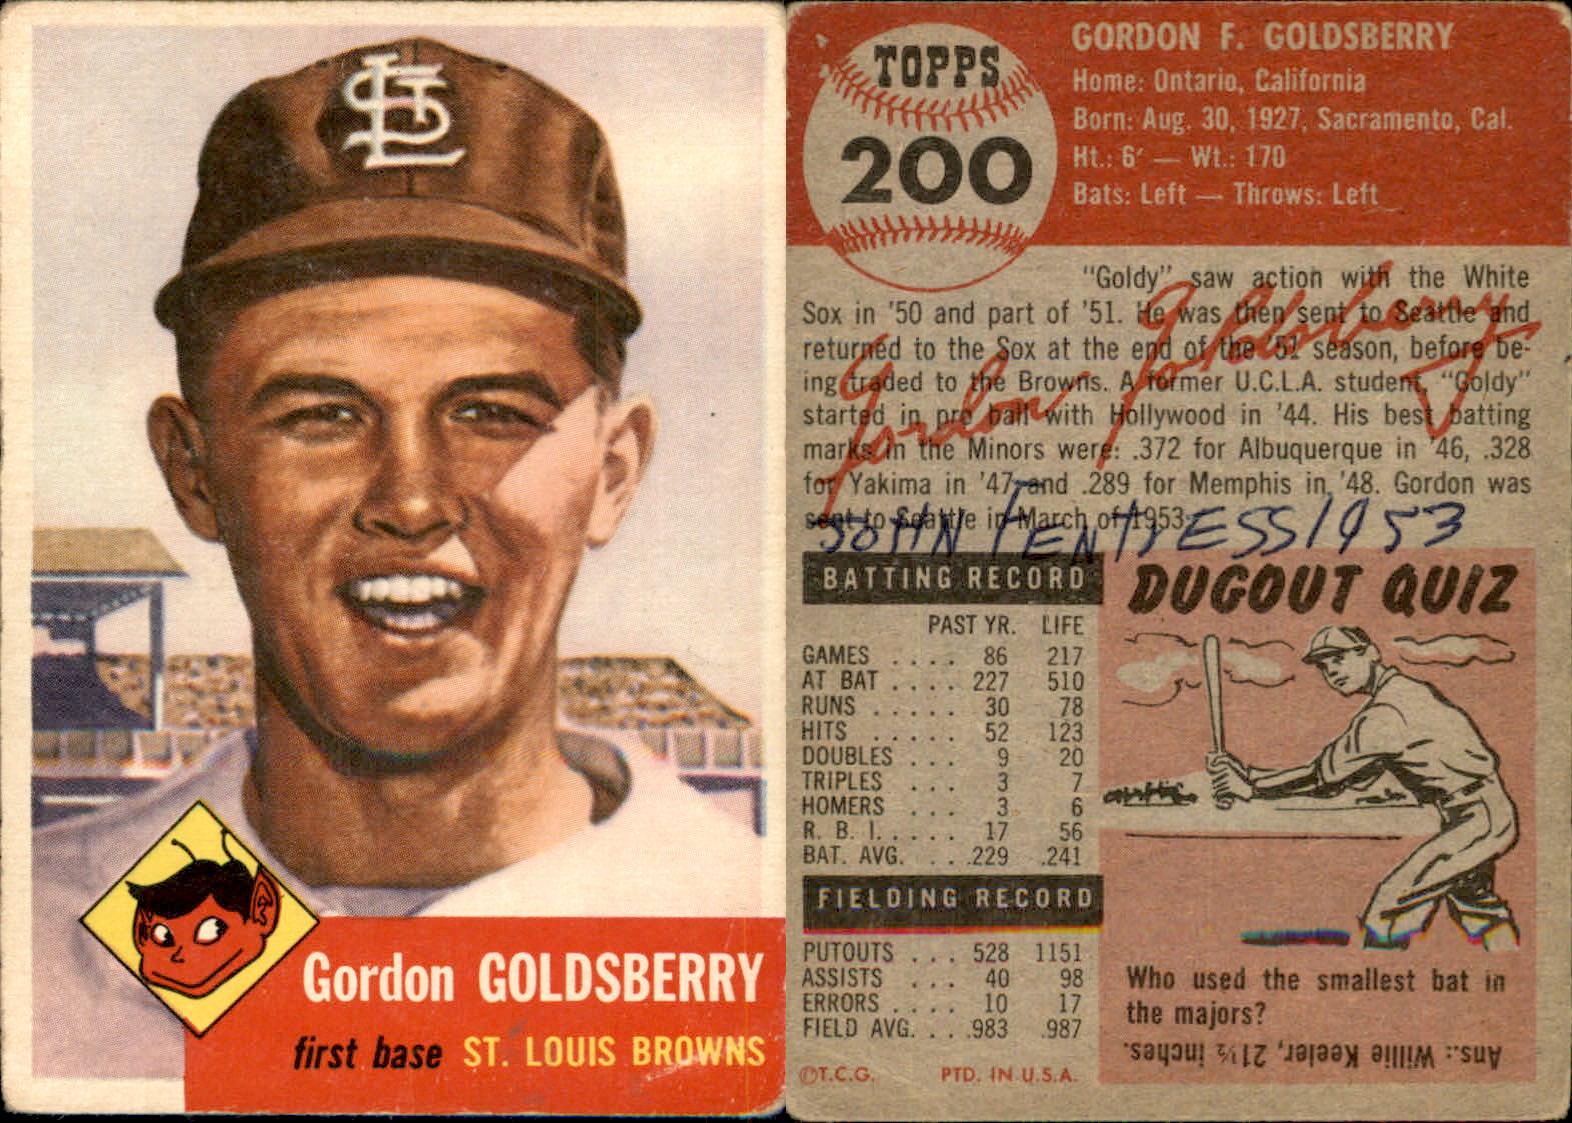 STL
Gordon GOLDSBERRY
first base ST. LOUIS BROWNS
TOPPS
200
GORDON F. GOLDSBERRY
Home: Ontario, California
Born: Aug. 30, 1927, Sacramento, Cal.
Ht.: 6' — Wt.: 170
Bats: Left — Throws: Left
"Goldy" saw action with the White
Sox in '50 and part of '51. He was then sent to Seattle and
returned to the Sox at the end of the '51 season, before be-
ing traded to the Browns. A former U.C.L.A. student, "Goldy"
started in pro ball with Hollywood in '44. His best batting
marks in the Minors were: .372 for Albuquerque in '46, .328
for Yakima in '47 and .289 for Memphis in '48. Gordon was
sent to Seattle in March of 1953.
Gordon Goldsberry
JOHN FENTRESS 1953
BATTING RECORD
PAST YR. LIFE
GAMES .... 86 217
AT BAT .... 227 510
RUNS ..... 30 78
HITS ..... 52 123
DOUBLES ... 9 20
TRIPLES ... 3 7
HOMERS ... 3 6
R. B. I. .... 17 56
BAT. AVG. ... .229 .241
FIELDING RECORD
PUTOUTS ... 528 1151
ASSISTS ... 40 98
ERRORS .... 10 17
FIELD AVG. ... .983 .987
©T.C.G. PTD. IN U.S.A.
DUGOUT QUIZ
Who used the smallest bat in
the majors?
Ans.: Willie Keeler, 21½ inches.